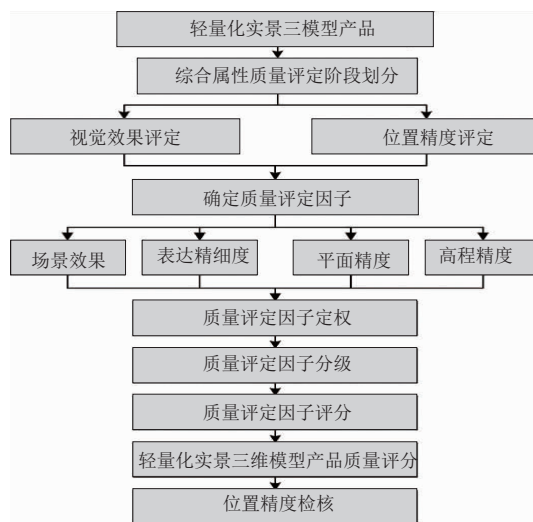 轻量化实景三模型产品
综合属性质量评定阶段划分
视觉效果评定
位置精度评定
确定质量评定因子
场景效果
表达精细度
平面精度
高程精度
质量评定因子定权
质量评定因子分级
质量评定因子评分
轻量化实景三维模型产品质量评分
位置精度检核